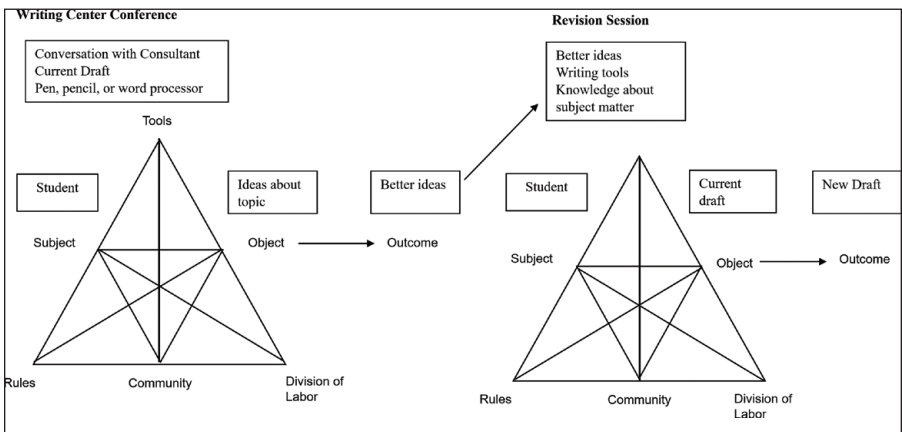 Writing Center Conference
Conversation with Consultant
Current Draft
Pen, pencil, or word processor
Tools
Student
Ideas about
topic
Better ideas
Subject
Object
Outcome
Rules
Community
Division of
Labor
Revision Session
Better ideas
Writing tools
Knowledge about
subject matter
Student
Current
draft
New Draft
Subject
Object
Outcome
Rules
Community
Division of
Labor